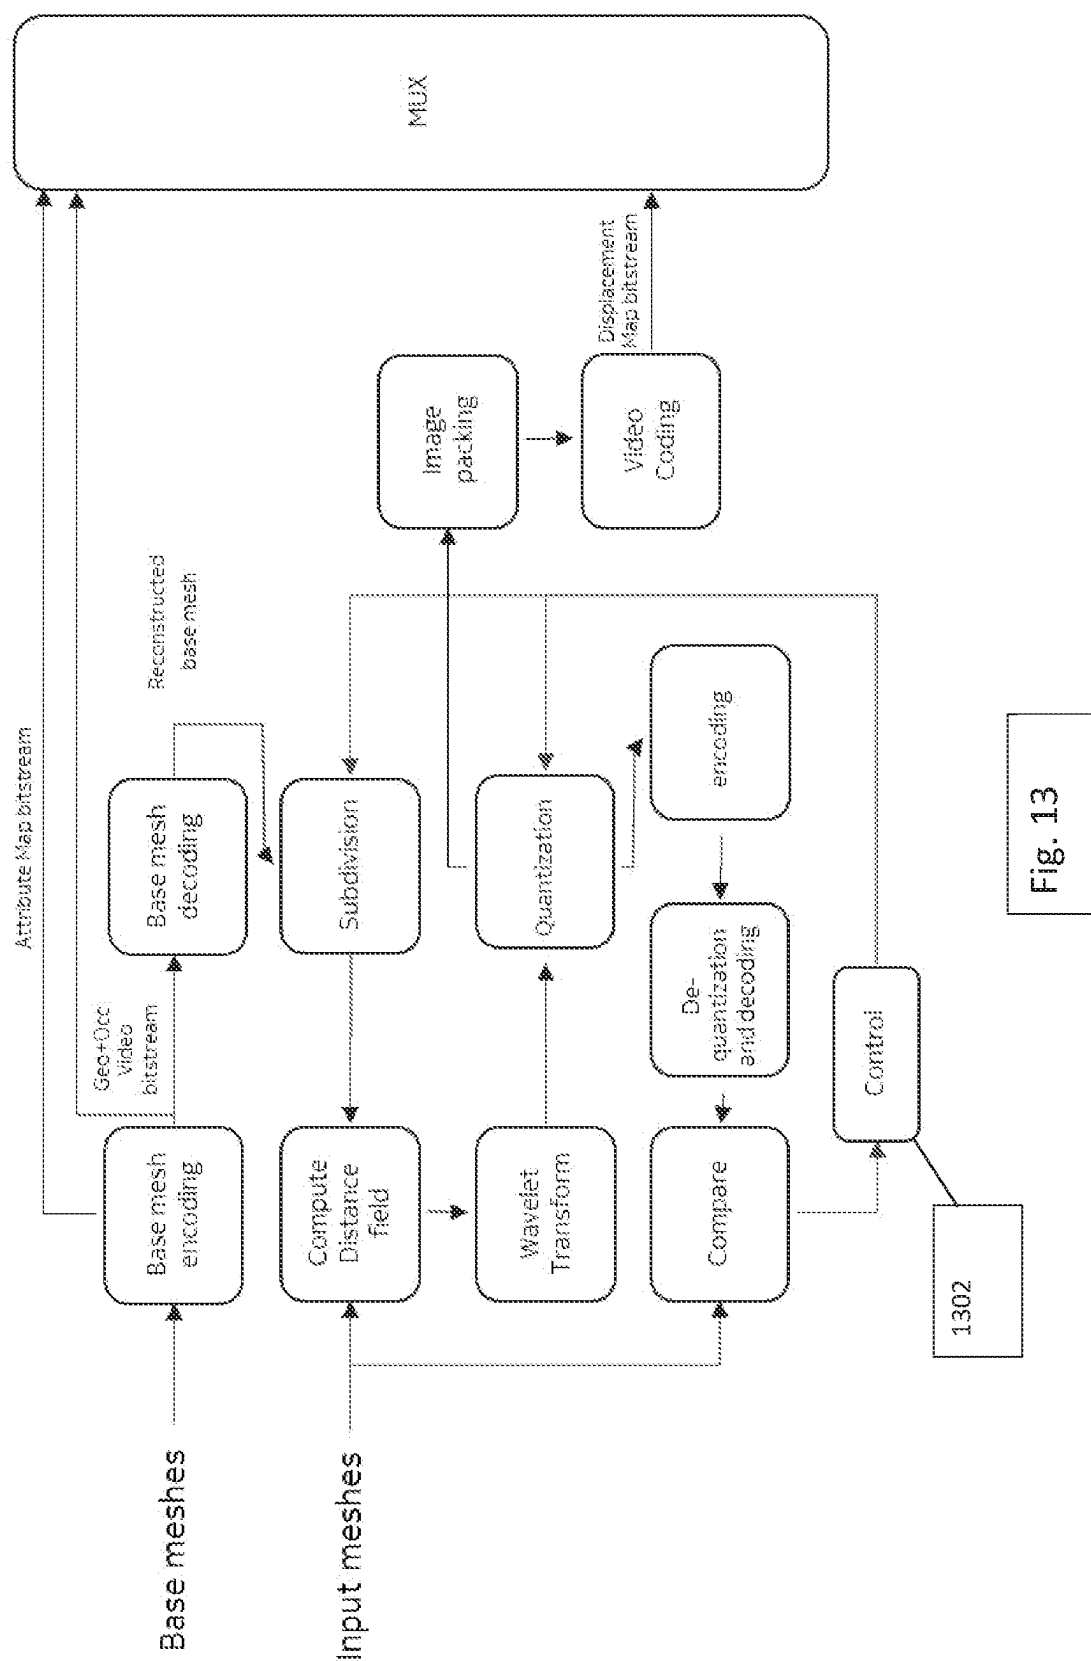 Attribute Map bitstream
Base meshes
Base mesh
encoding
Geo+Occ
Video
bitstream
Base mesh
decoding
Reconstructed
base mesh
MUX
Input meshes
Compute
Distance
field
Subdivision
Wavelet
Transform
Quantization
Image
packing
Video
Coding
Displacement
Map bitstream
Compare
De-
quantization
and decoding
encoding
Control
1302
Fig. 13